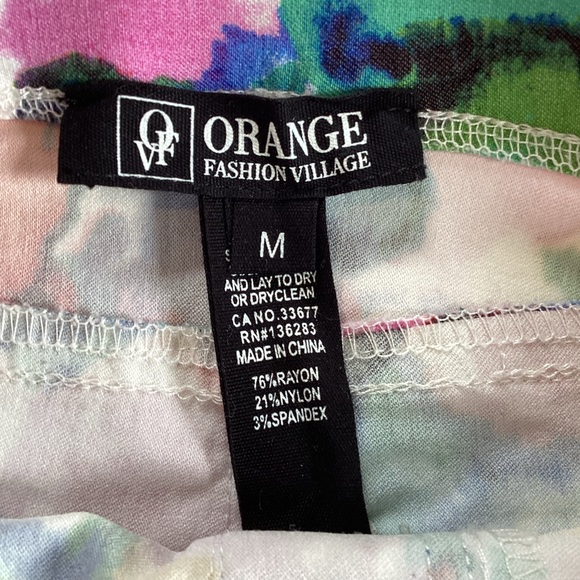 OFV
ORANGE
FASHION VILLAGE
M
AND LAY TO DRY
OR DRYCLEAN
CA NO.33677
RN#136283
MADE IN CHINA
76%RAYON
21%NYLON
3%SPANDEX